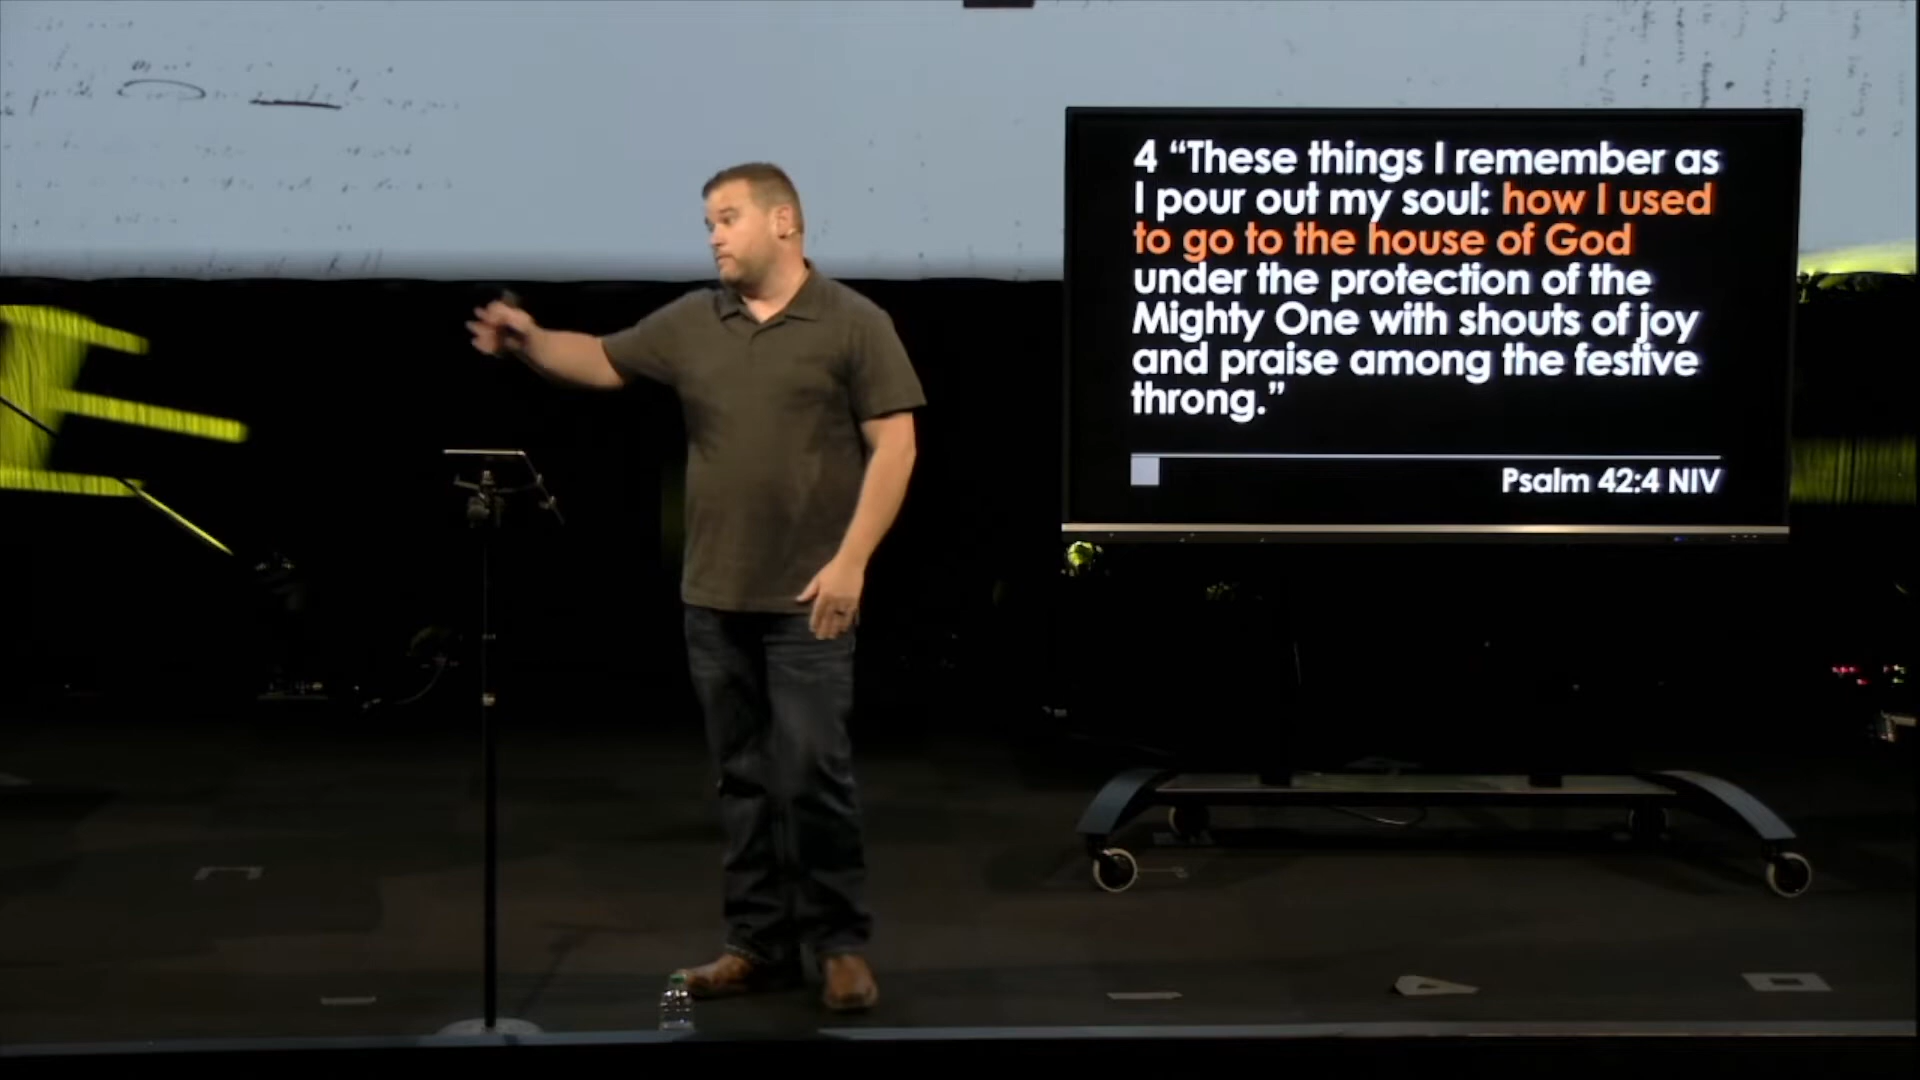 4 “These things I remember as
I pour out my soul: how I used
to go to the house of God
under the protection of the
Mighty One with shouts of joy
and praise among the festive
throng.”
Psalm 42:4 NIV